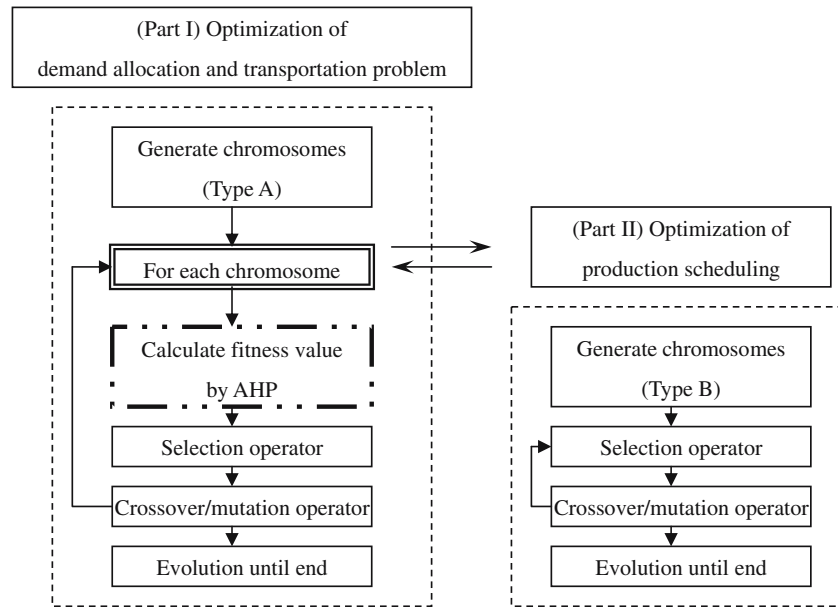 (Part I) Optimization of
demand allocation and transportation problem
Generate chromosomes
(Type A)
For each chromosome
Calculate fitness value
by AHP
Selection operator
Crossover/mutation operator
Evolution until end
(Part II) Optimization of
production scheduling
Generate chromosomes
(Type B)
Selection operator
Crossover/mutation operator
Evolution until end